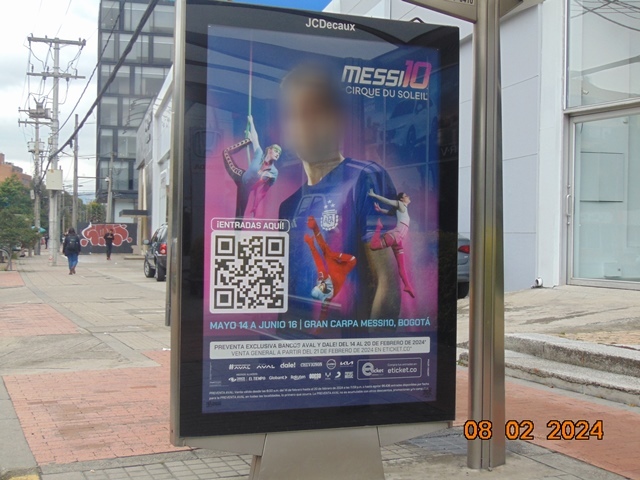 JCDecaux
MESSI10
CIRQUE DU SOLEIL
¡ENTRADAS AQUÍ!
MAYO 14 A JUNIO 16 | GRAN CARPA MESSI10, BOGOTÁ
PREVENTA EXCLUSIVA BANCO AVAL Y DALE! DEL 14 AL 20 DE FEBRERO DE 2024*
VENTA GENERAL A PARTIR DEL 21 DE FEBRERO DE 2024 EN ETICKET.CO*
AVAL dale! eticket.co
EL TIEMPO
08 02 2024